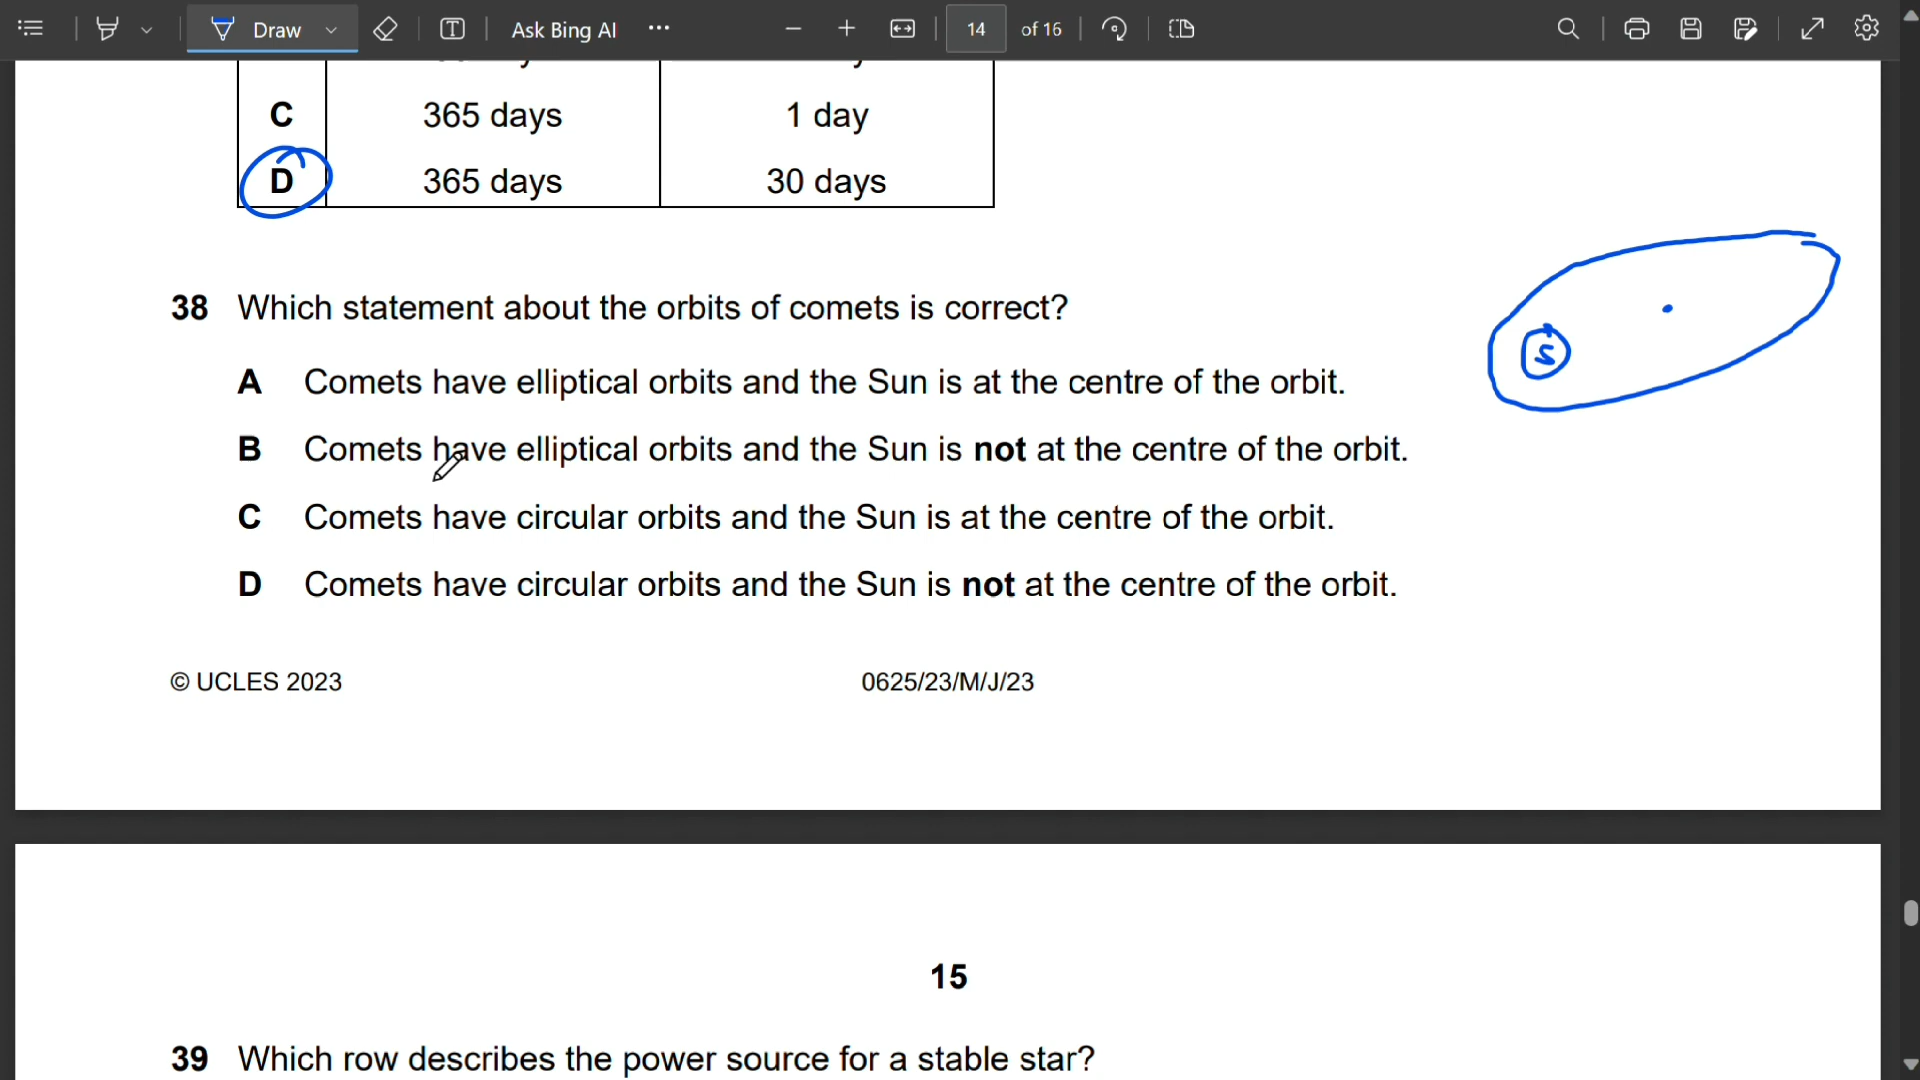 Draw
Ask Bing AI
14 of 16
C 365 days 1 day
D 365 days 30 days
38 Which statement about the orbits of comets is correct?
A Comets have elliptical orbits and the Sun is at the centre of the orbit.
S
B Comets have elliptical orbits and the Sun is not at the centre of the orbit.
C Comets have circular orbits and the Sun is at the centre of the orbit.
D Comets have circular orbits and the Sun is not at the centre of the orbit.
© UCLES 2023 0625/23/M/J/23
15
39 Which row describes the power source for a stable star?